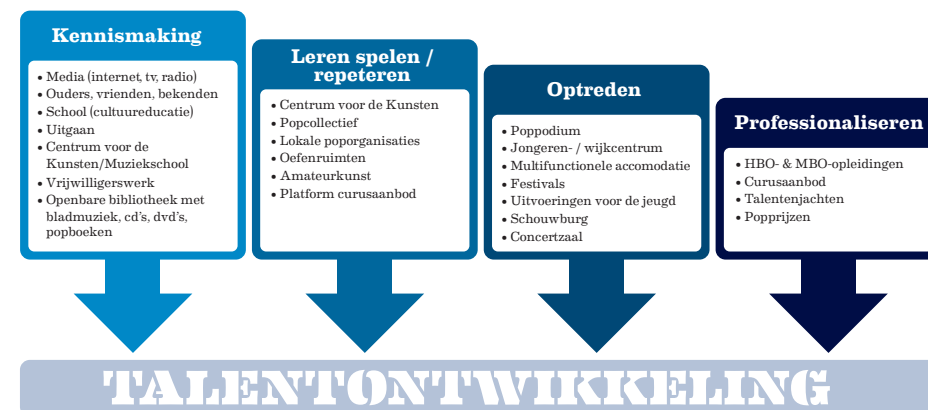 Kennismaking
• Media (internet, tv, radio)
• Ouders, vrienden, bekenden
• School (cultuureducatie)
• Uitgaan
• Centrum voor de
Kunsten/Muziekschool
• Vrijwilligerswerk
• Openbare bibliotheek met
bladmuziek, cd’s, dvd’s,
popboeken
Leren spelen /
repeteren
• Centrum voor de Kunsten
• Popcollectief
• Lokale poporganisaties
• Oefenruimten
• Amateurkunst
• Platform curusaanbod
Optreden
• Poppodium
• Jongeren- / wijkcentrum
• Multifunctionele accomodatie
• Festivals
• Uitvoeringen voor de jeugd
• Schouwburg
• Concertzaal
Professionaliseren
• HBO- & MBO-opleidingen
• Curusaanbod
• Talentenjachten
• Popprijzen
TALENTONTWIKKELING